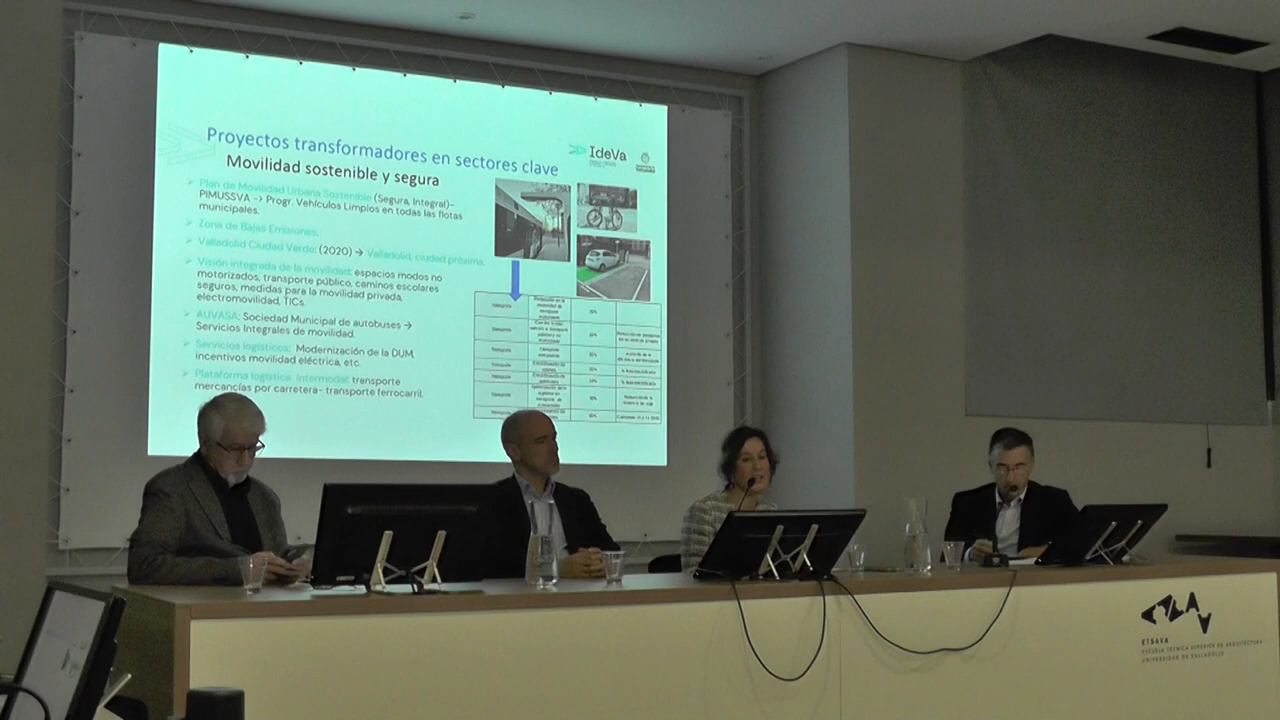 Proyectos transformadores en sectores clave
Movilidad sostenible y segura
IdeVa
Plan de Movilidad Urbana Sostenible (Segura, Integral)-
PIMUSSVA -> Progr. Vehículos Limpios en todas las flotas
municipales.
Zona de Bajas Emisiones.
Valladolid Ciudad Verde: (2020) → Valladolid, ciudad próxima.
Visión integrada de la movilidad: espacios modos no
motorizados, transporte público, caminos escolares
seguros, medidas para la movilidad privada,
electromovilidad, TICs.
AUVASA: Sociedad Municipal de autobuses →
Servicios Integrales de movilidad.
Servicios logísticos: Modernización de la DUM,
incentivos movilidad eléctrica, etc.
Plataforma logística intermodal: transporte
mercancías por carretera- transporte ferrocarril.
ETSAVA
ESCUELA TÉCNICA SUPERIOR DE ARQUITECTURA
UNIVERSIDAD DE VALLADOLID